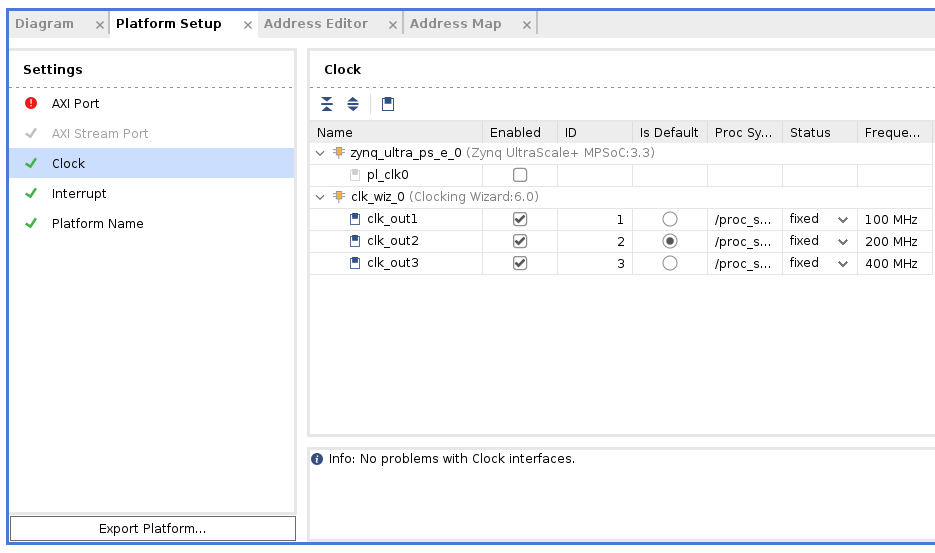 Diagram × Platform Setup × Address Editor × Address Map ×
Settings
AXI Port
AXI Stream Port
Clock
Interrupt
Platform Name
Export Platform...
Clock
Name Enabled ID Is Default Proc Sy... Status Freque...
zynq_ultra_ps_e_0 (Zynq UltraScale+ MPSoC:3.3)
pl_clk0
clk_wiz_0 (Clocking Wizard:6.0)
clk_out1 1 /proc_s... fixed 100 MHz
clk_out2 2 /proc_s... fixed 200 MHz
clk_out3 3 /proc_s... fixed 400 MHz
Info: No problems with Clock interfaces.